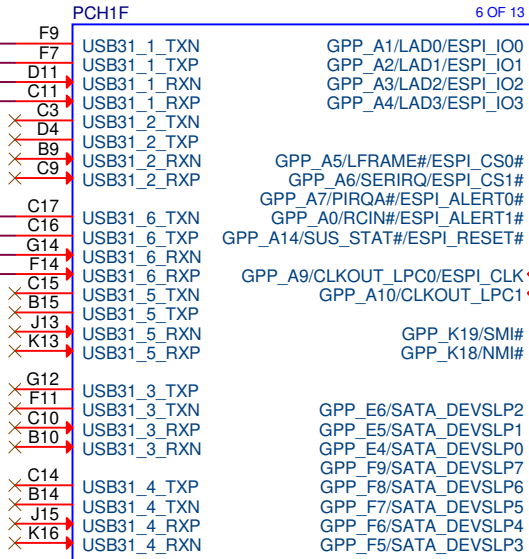 PCH1F 6 OF 13
F9 USB31_1_TXN GPP_A1/LAD0/ESPI_IO0
F7 USB31_1_TXP GPP_A2/LAD1/ESPI_IO1
D11 USB31_1_RXN GPP_A3/LAD2/ESPI_IO2
C11 USB31_1_RXP GPP_A4/LAD3/ESPI_IO3
C3 USB31_2_TXN
D4 USB31_2_TXP
B9 USB31_2_RXN GPP_A5/LFRAME#/ESPI_CS0#
C9 USB31_2_RXP GPP_A6/SERIRQ/ESPI_CS1#
GPP_A7/PIRQA#/ESPI_ALERT0#
C17 USB31_6_TXN GPP_A0/RCIN#/ESPI_ALERT1#
C16 USB31_6_TXP GPP_A14/SUS_STAT#/ESPI_RESET#
G14 USB31_6_RXN
F14 USB31_6_RXP GPP_A9/CLKOUT_LPC0/ESPI_CLK
C15 USB31_5_TXN GPP_A10/CLKOUT_LPC1
B15 USB31_5_TXP
J13 USB31_5_RXN GPP_K19/SMI#
K13 USB31_5_RXP GPP_K18/NMI#
G12 USB31_3_TXP
F11 USB31_3_TXN GPP_E6/SATA_DEVSLP2
C10 USB31_3_RXP GPP_E5/SATA_DEVSLP1
B10 USB31_3_RXN GPP_E4/SATA_DEVSLP0
GPP_F9/SATA_DEVSLP7
C14 USB31_4_TXP GPP_F8/SATA_DEVSLP6
B14 USB31_4_TXN GPP_F7/SATA_DEVSLP5
J15 USB31_4_RXP GPP_F6/SATA_DEVSLP4
K16 USB31_4_RXN GPP_F5/SATA_DEVSLP3